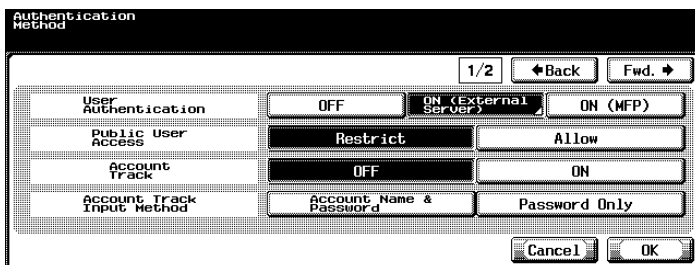 Authentication
Method
1/2
←Back
Fwd. →
User
Authentication
OFF
ON (External
Server)
ON (MFP)
Public User
Access
Restrict
Allow
Account
Track
OFF
ON
Account Track
Input Method
Account Name &
Password
Password Only
Cancel
OK